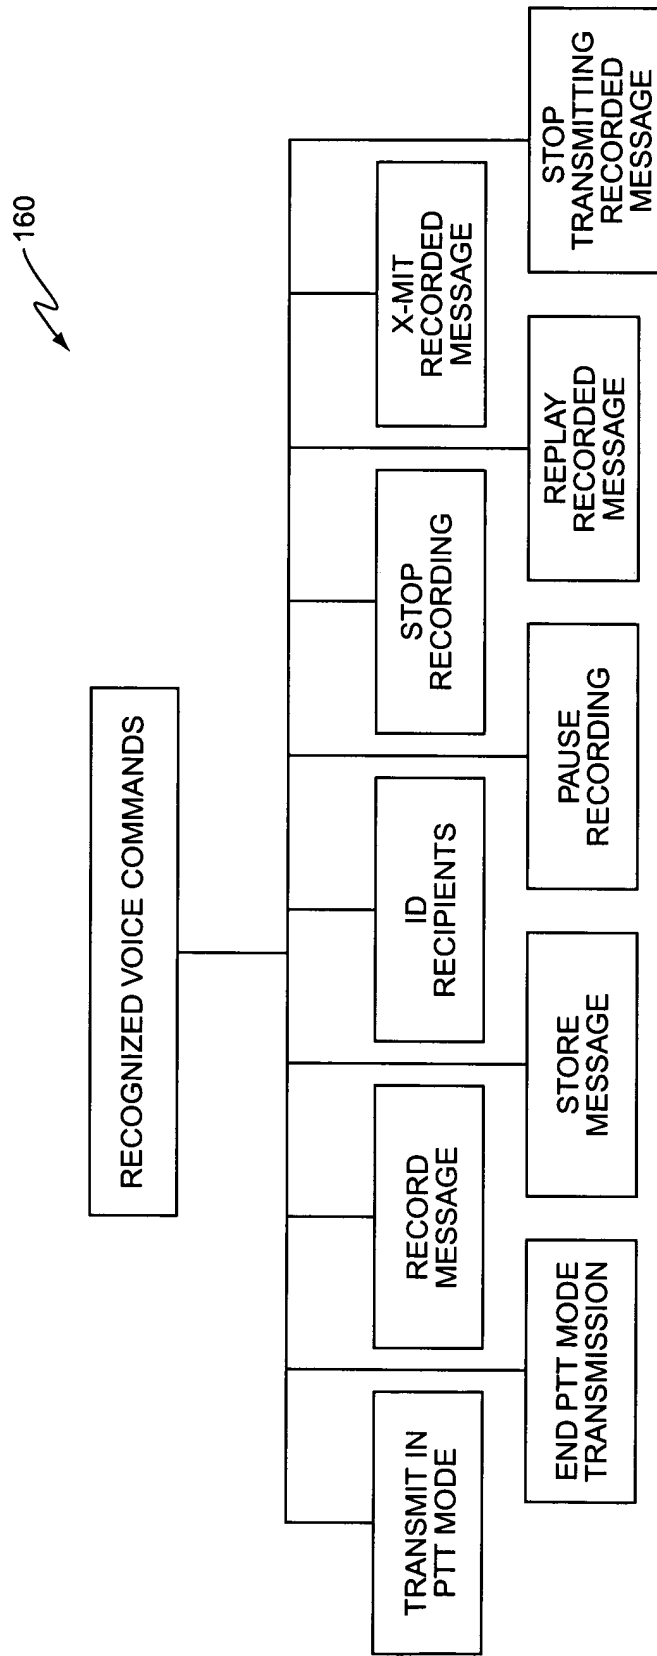 160
RECOGNIZED VOICE COMMANDS
TRANSMIT IN
PTT MODE
RECORD
MESSAGE
ID
RECIPIENTS
STOP
RECORDING
X-MIT
RECORDED
MESSAGE
END PTT MODE
TRANSMISSION
STORE
MESSAGE
PAUSE
RECORDING
REPLAY
RECORDED
MESSAGE
STOP
TRANSMITTING
RECORDED
MESSAGE